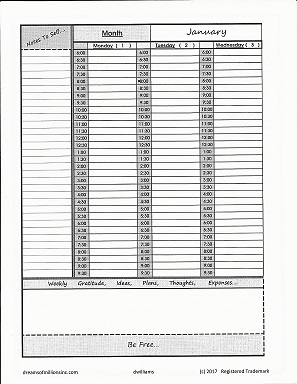 Notes To Self...
Month January
Monday ( 1 ) Tuesday ( 2 ) Wednesday ( 3 )
6:00 6:00 6:00
6:30 6:30 6:30
7:00 7:00 7:00
7:30 7:30 7:30
8:00 8:00 8:00
8:30 8:30 8:30
9:00 9:00 9:00
9:30 9:30 9:30
10:00 10:00 10:00
10:30 10:30 10:30
11:00 11:00 11:00
11:30 11:30 11:30
12:00 12:00 12:00
12:30 12:30 12:30
1:00 1:00 1:00
1:30 1:30 1:30
2:00 2:00 2:00
2:30 2:30 2:30
3:00 3:00 3:00
3:30 3:30 3:30
4:00 4:00 4:00
4:30 4:30 4:30
5:00 5:00 5:00
5:30 5:30 5:30
6:00 6:00 6:00
6:30 6:30 6:30
7:00 7:00 7:00
7:30 7:30 7:30
8:00 8:00 8:00
8:30 8:30 8:30
9:00 9:00 9:00
9:30 9:30 9:30
Weekly Gratitude, Ideas, Plans, Thoughts, Expenses...
Be Free...
dreamsofmillionsinc.com dwilliams (c) 2017 Registered Trademark